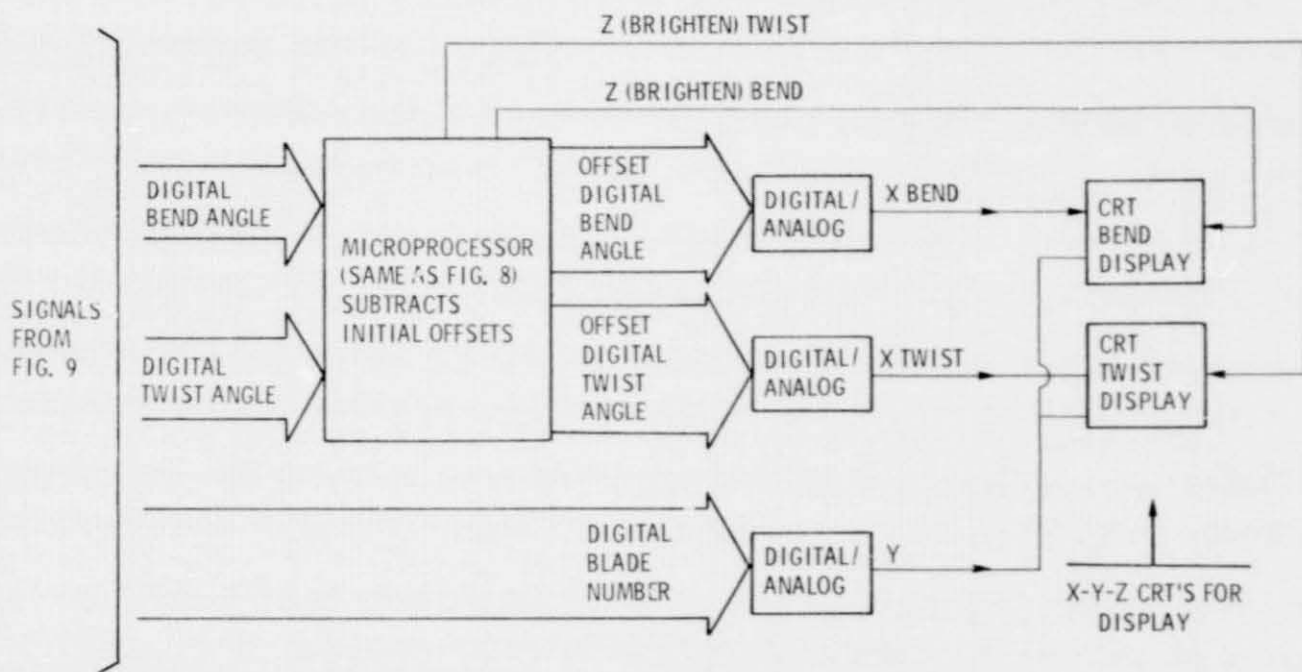 Z (BRIGHTEN) TWIST
Z (BRIGHTEN) BEND
SIGNALS
FROM
FIG. 9
DIGITAL
BEND ANGLE
DIGITAL
TWIST ANGLE
MICROPROCESSOR
(SAME AS FIG. 8)
SUBTRACTS
INITIAL OFFSETS
OFFSET
DIGITAL
BEND
ANGLE
OFFSET
DIGITAL
TWIST
ANGLE
DIGITAL
BLADE
NUMBER
DIGITAL/
ANALOG
X BEND
DIGITAL/
ANALOG
X TWIST
DIGITAL/
ANALOG
Y
CRT
BEND
DISPLAY
CRT
TWIST
DISPLAY
X-Y-Z CRT'S FOR
DISPLAY